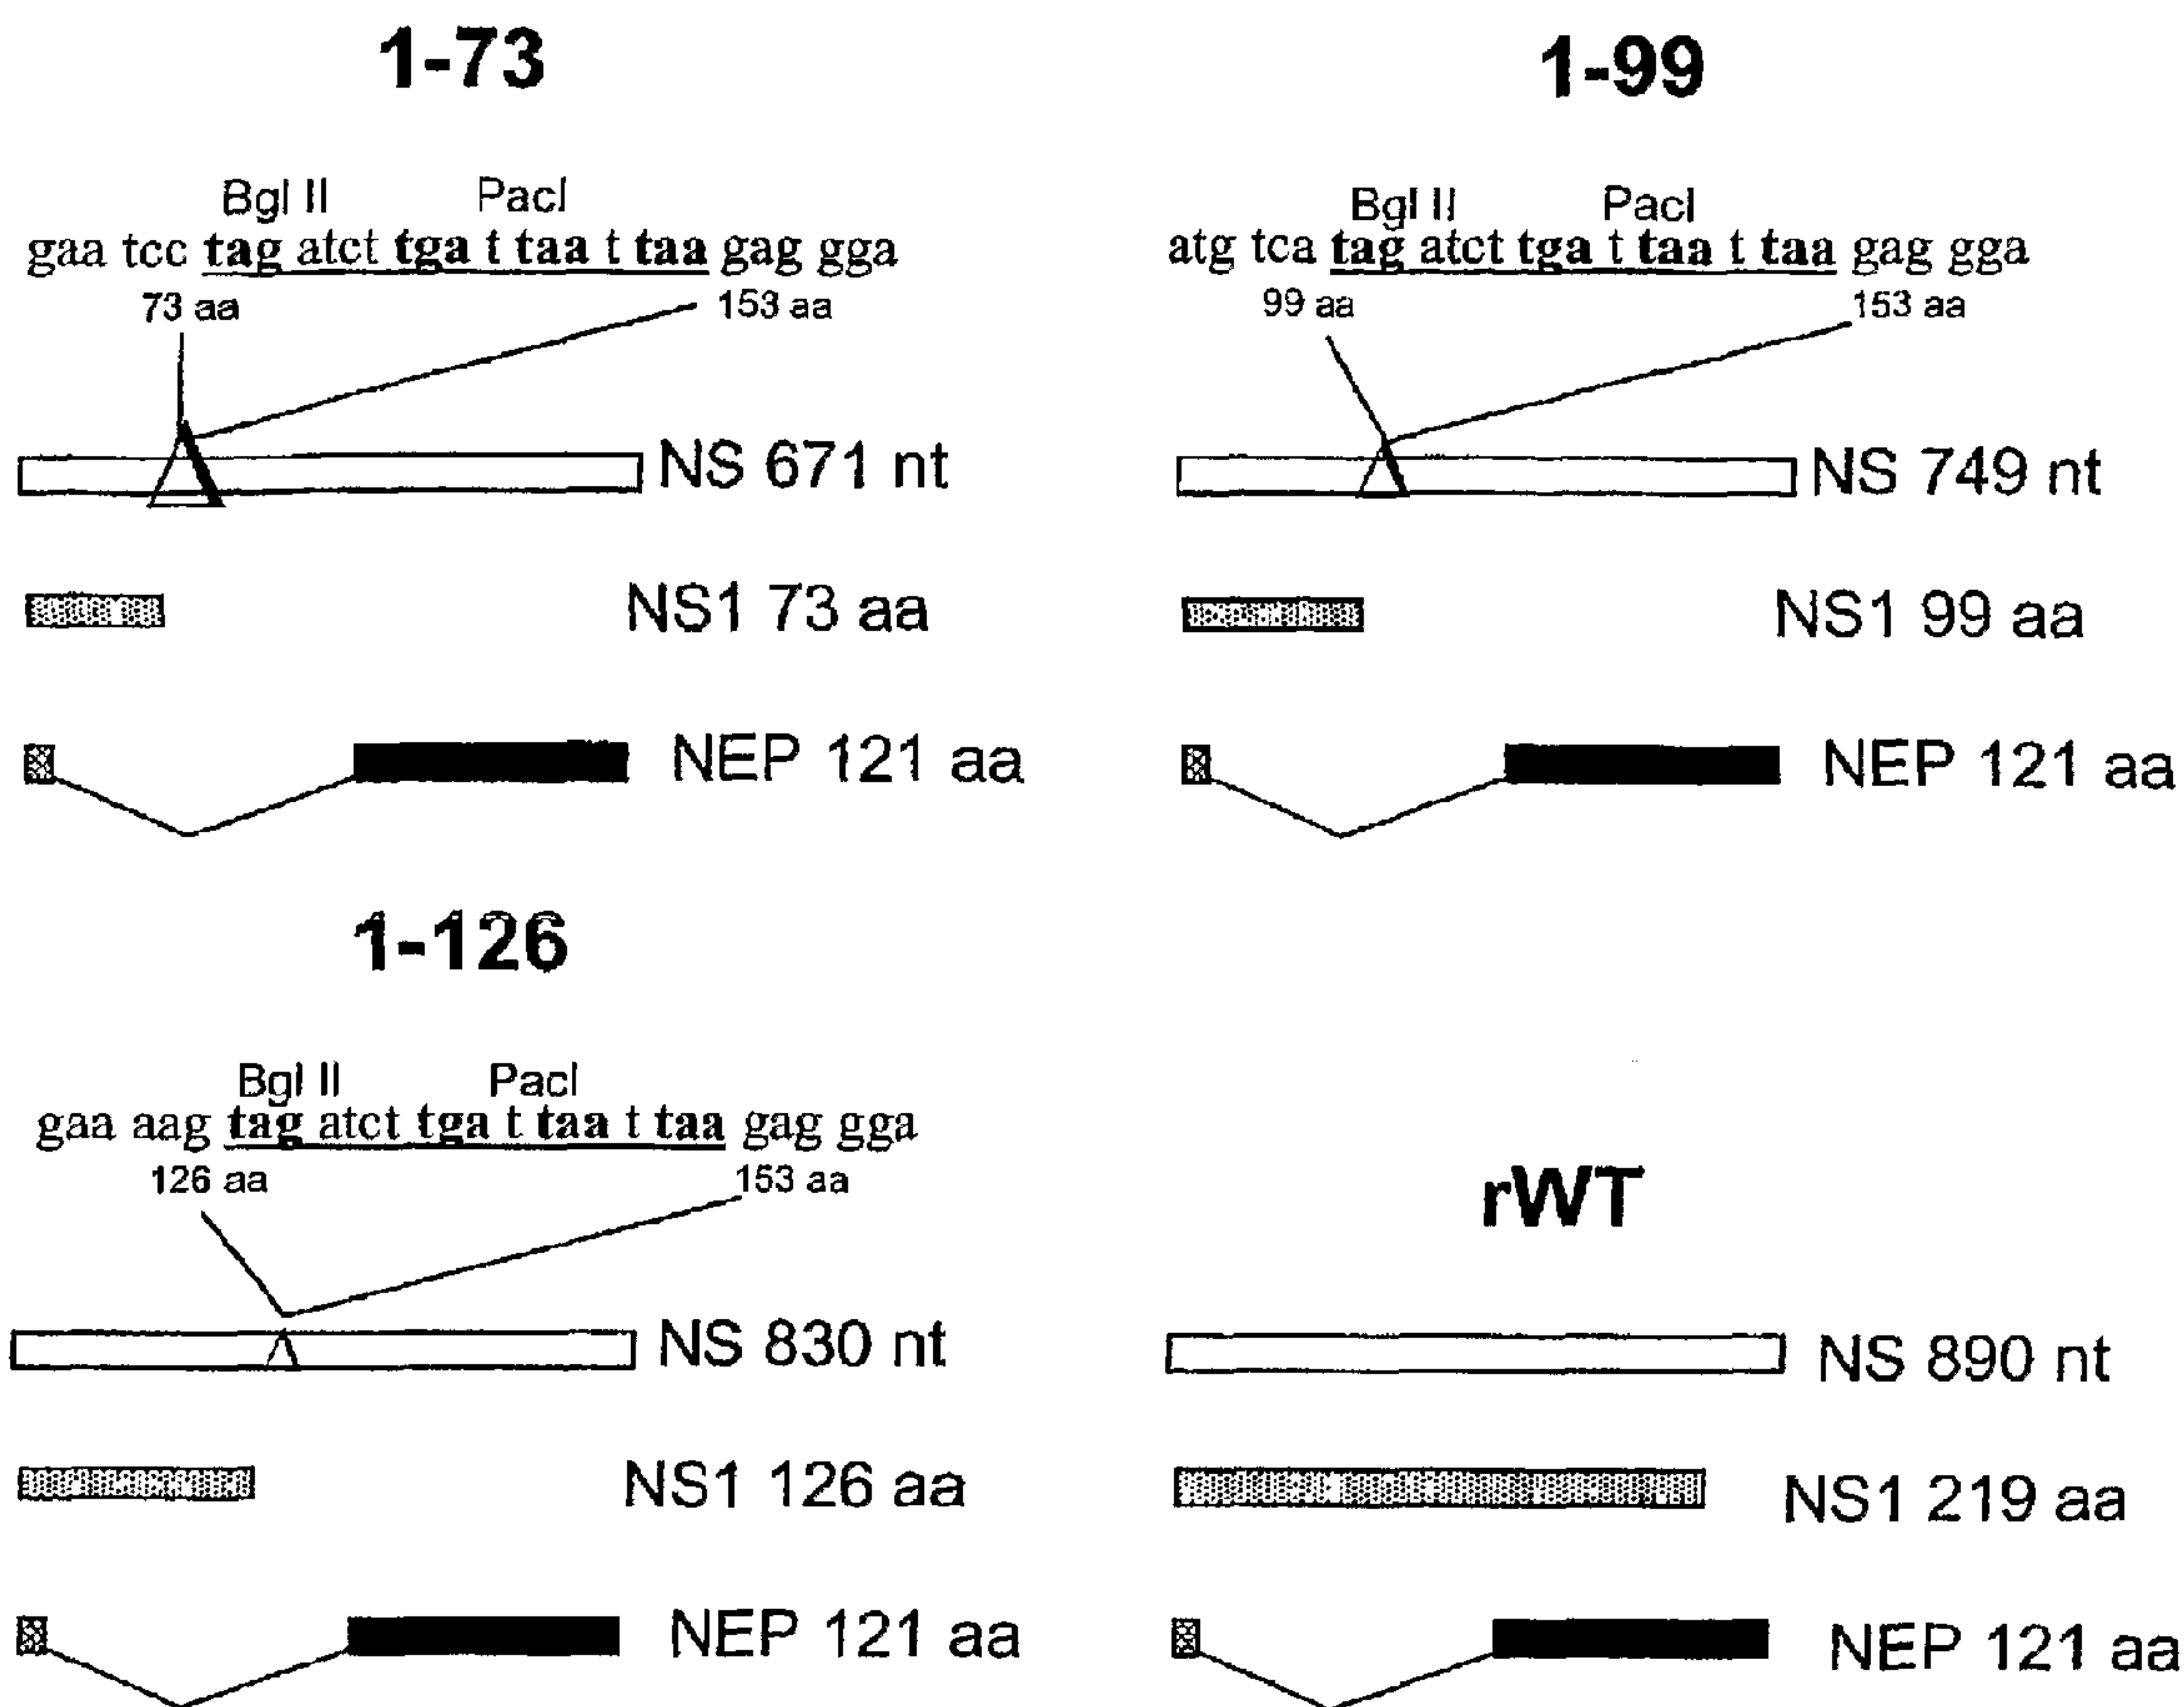 1-73
Bgl II PacI
gaa tcc tag atct tga t taa t taa gag gga
73 aa 153 aa
NS 671 nt
NS1 73 aa
NEP 121 aa
1-99
Bgl II PacI
atg tca tag atct tga t taa t taa gag gga
99 aa 153 aa
NS 749 nt
NS1 99 aa
NEP 121 aa
1-126
Bgl II PacI
gaa aag tag atct tga t taa t taa gag gga
126 aa 153 aa
NS 830 nt
NS1 126 aa
NEP 121 aa
rWT
NS 890 nt
NS1 219 aa
NEP 121 aa